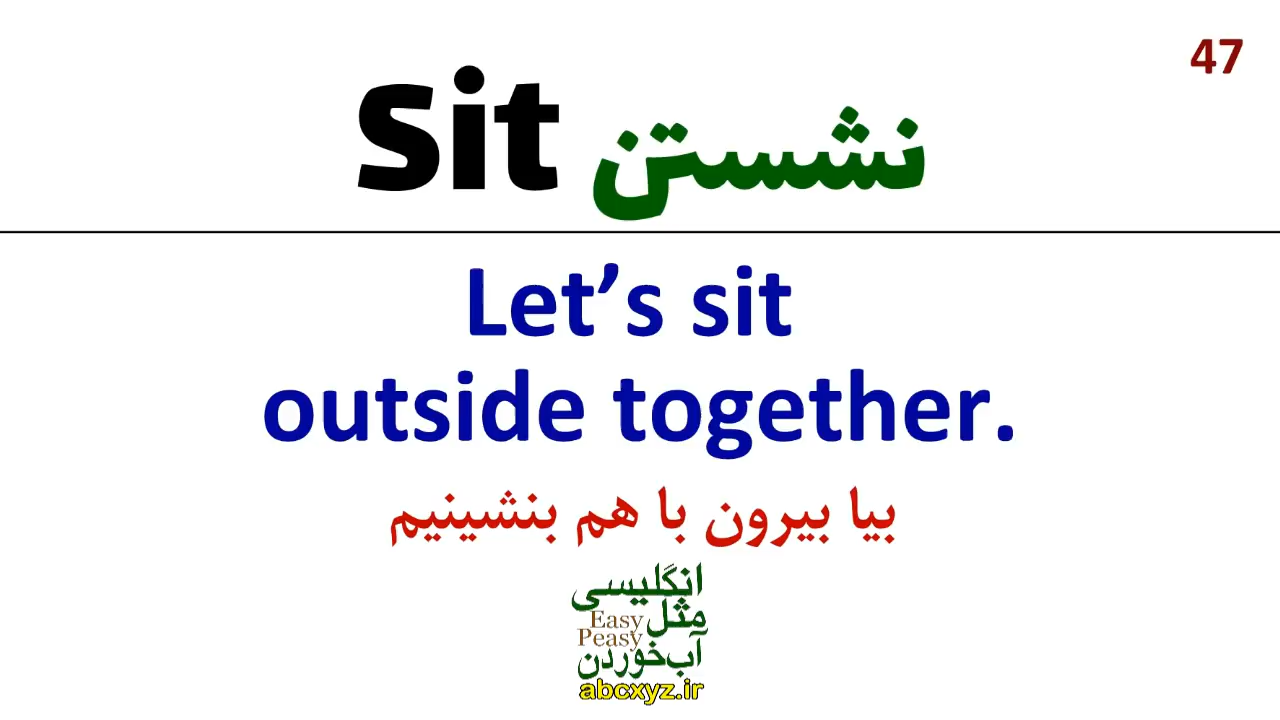 47
Sit نشستن
Let’s sit
outside together.
بیا بیرون با هم بنشینیم
انگلیسی
مثل Easy
Peasy
آب‌خوردن
abcxyz.ir